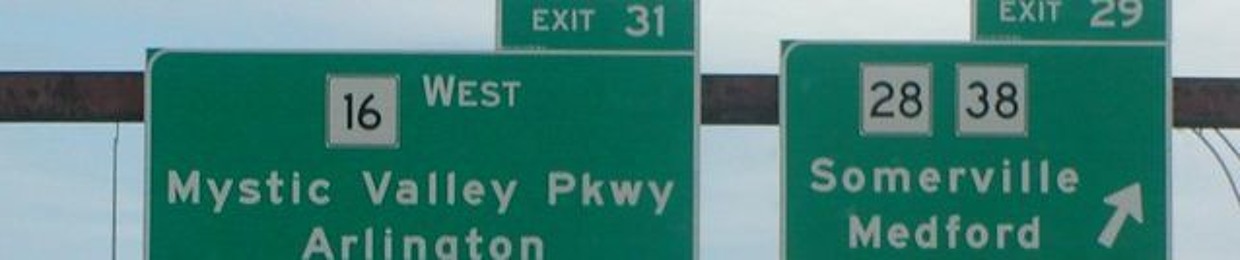 EXIT 31
16 WEST
Mystic Valley Pkwy
Arlington
EXIT 29
28 38
Somerville
Medford